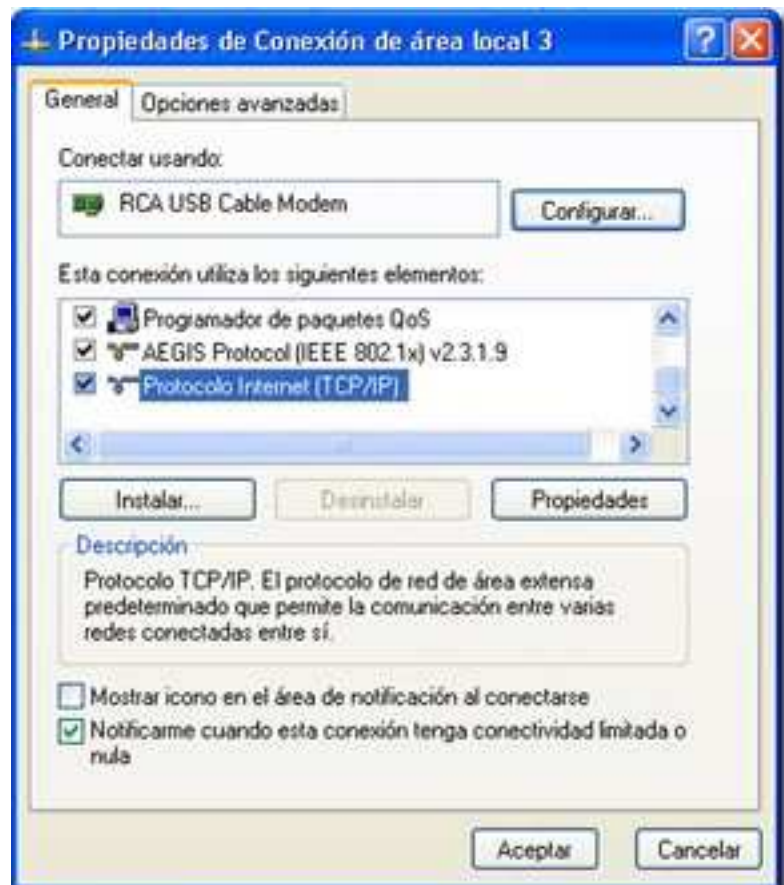 Propiedades de Conexión de área local 3
General
Opciones avanzadas
Conectar usando:
RCA USB Cable Modem
Configurar...
Esta conexión utiliza los siguientes elementos:
Programador de paquetes QoS
AEGIS Protocol (IEEE 802.1x) v2.3.1.9
Protocolo Internet (TCP/IP)
Instalar...
Desinstalar
Propiedades
Descripción
Protocolo TCP/IP. El protocolo de red de área extensa
predeterminado que permite la comunicación entre varias
redes conectadas entre sí.
Mostrar icono en el área de notificación al conectarse
Notificarme cuando esta conexión tenga conectividad limitada o
nula
Aceptar
Cancelar